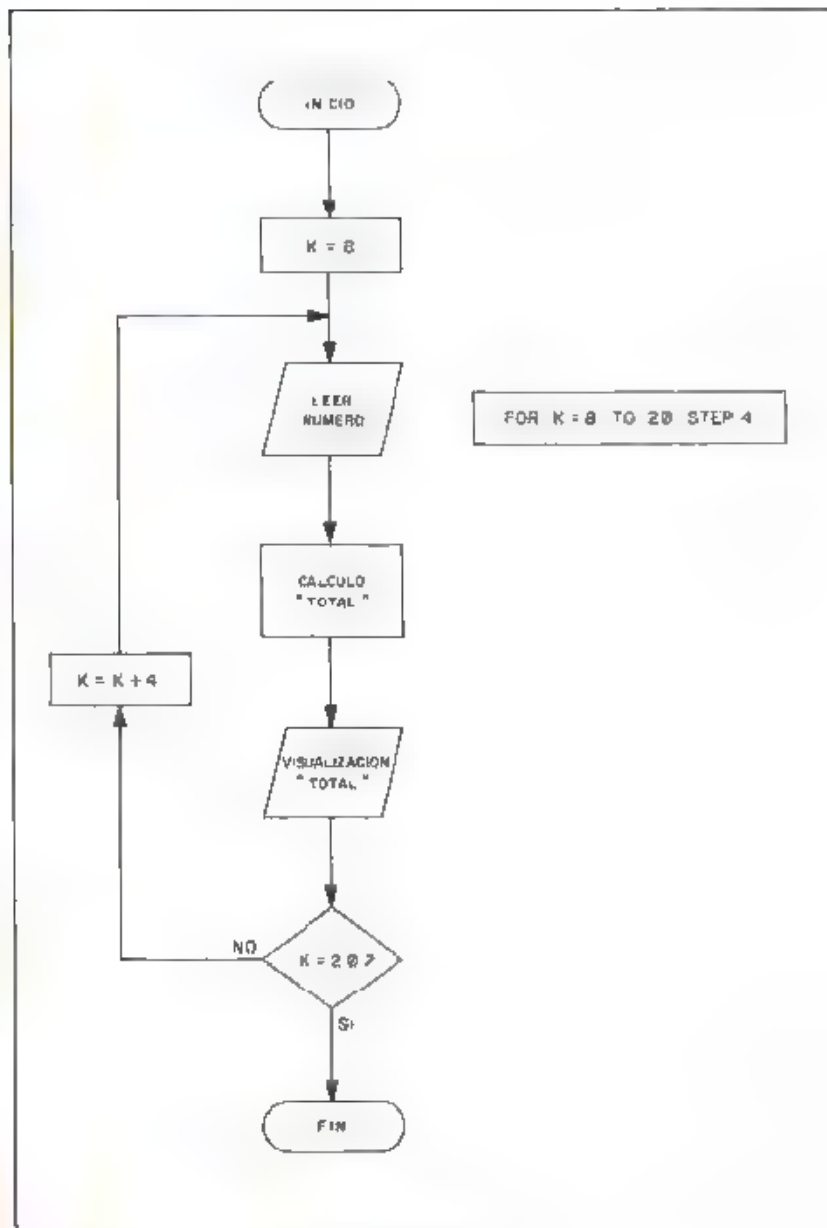 INICIO
K = 8
LEER
NUMERO
FOR K = 8 TO 20 STEP 4
CALCULO
"TOTAL"
K = K + 4
VISUALIZACION
"TOTAL"
NO
K = 20?
SI
FIN